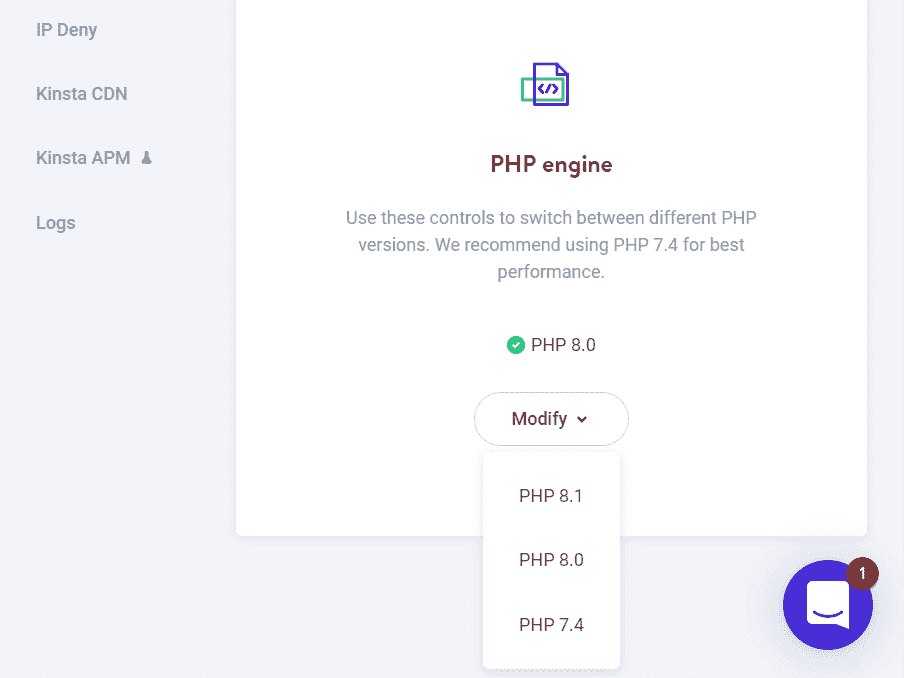 IP Deny
Kinsta CDN
Kinsta APM
Logs
</>
PHP engine
Use these controls to switch between different PHP
versions. We recommend using PHP 7.4 for best
performance.
PHP 8.0
Modify
PHP 8.1
PHP 8.0
PHP 7.4
1